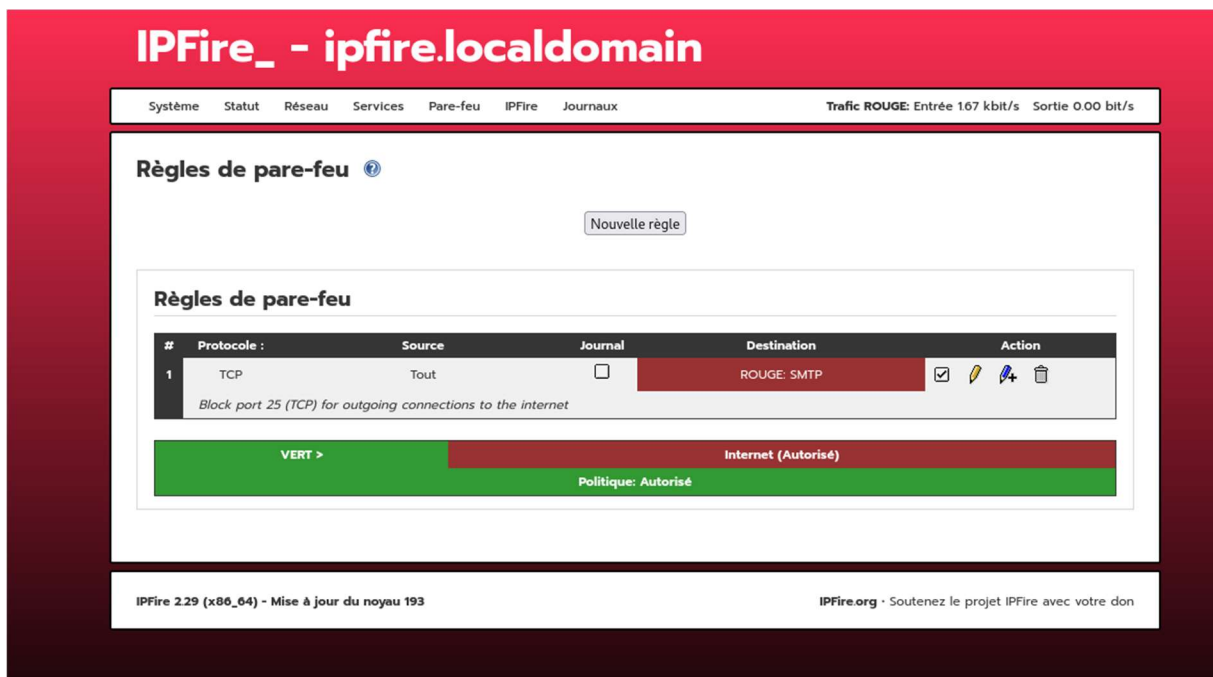 IPFire_ - ipfire.localdomain
Système Statut Réseau Services Pare-feu IPFire Journaux Trafic ROUGE: Entrée 1.67 kbit/s Sortie 0.00 bit/s
Règles de pare-feu
Nouvelle règle
Règles de pare-feu
# Protocole : Source Journal Destination Action
1 TCP Tout ROUGE: SMTP
Block port 25 (TCP) for outgoing connections to the internet
VERT > Internet (Autorisé)
Politique: Autorisé
IPFire 2.29 (x86_64) - Mise à jour du noyau 193 IPFire.org · Soutenez le projet IPFire avec votre don